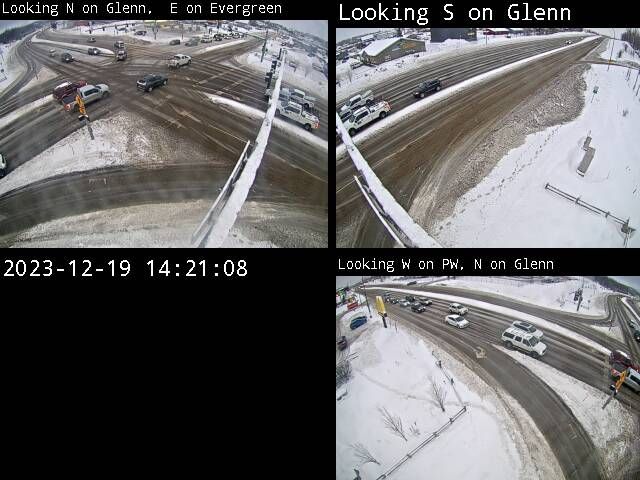 Looking N on Glenn,  E on Evergreen
Looking S on Glenn
2023-12-19 14:21:08
Looking W on PW, N on Glenn